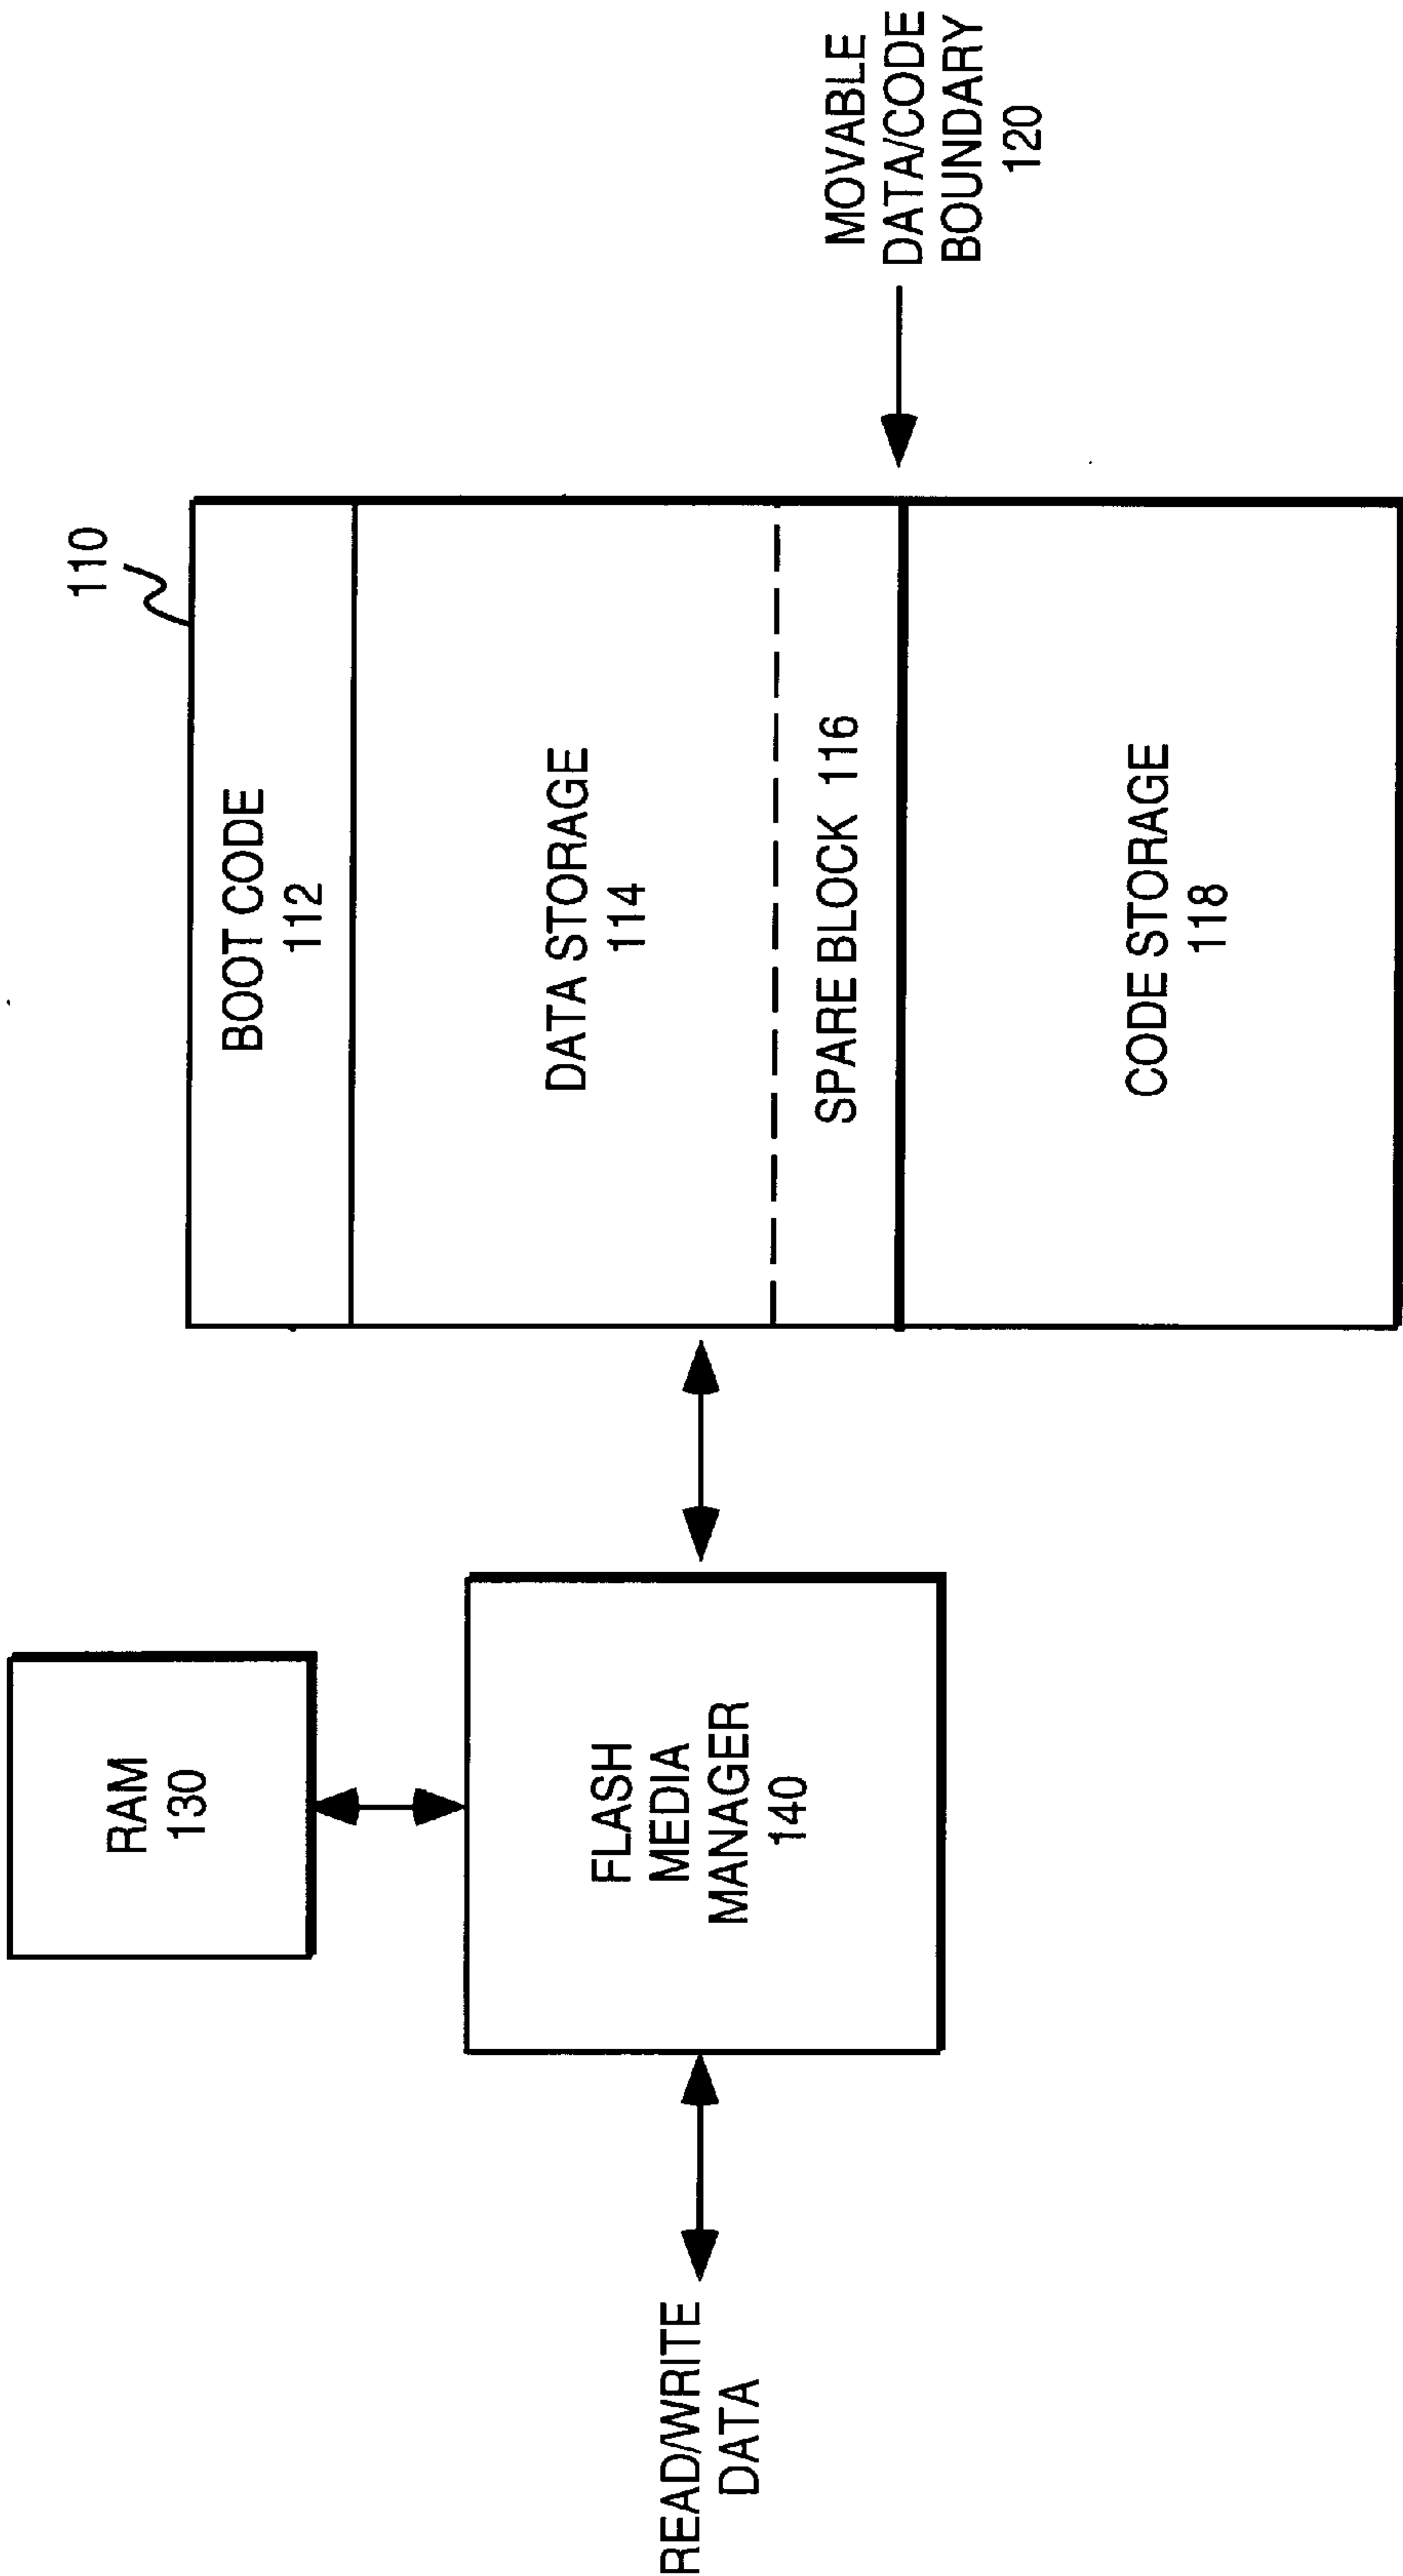 110
BOOT CODE
112
DATA STORAGE
114
SPARE BLOCK 116
CODE STORAGE
118
MOVABLE
DATA/CODE
BOUNDARY
120
RAM
130
FLASH
MEDIA
MANAGER
140
READ/WRITE
DATA